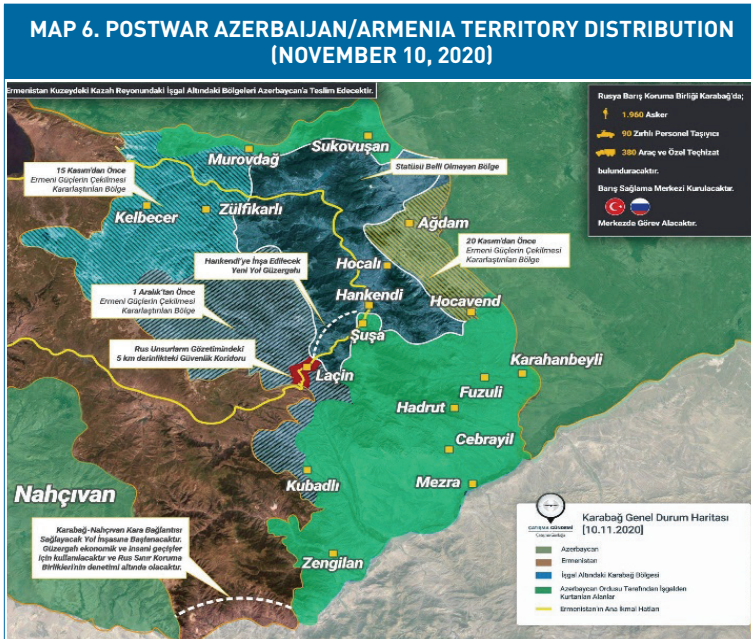 MAP 6. POSTWAR AZERBAIJAN/ARMENIA TERRITORY DISTRIBUTION
(NOVEMBER 10, 2020)
Ermenistan Kuzeydeki Kazah Reyonundaki İşgal Altındaki Bölgeleri Azerbaycan'a Teslim Edecektir.
Rusya Barış Koruma Birliği Karabağ'da;
1.960 Asker
90 Zırhlı Personel Taşıyıcı
380 Araç ve Özel Teçhizat
bulunduracaktır.
Barış Sağlama Merkezi Kurulacaktır.
Merkezde Görev Alacaktır.
Murovdağ
Sukovuşan
Statüsü Belli Olmayan Bölge
15 Kasım'dan Önce
Ermeni Güçlerin Çekilmesi
Kararlaştırılan Bölge
Kelbecer
Zülfikarlı
Ağdam
20 Kasım'dan Önce
Ermeni Güçlerin Çekilmesi
Kararlaştırılan Bölge
Hankendi'ye İnşa Edilecek
Yeni Yol Güzergahı
Hocalı
1 Aralık'tan Önce
Ermeni Güçlerin Çekilmesi
Kararlaştırılan Bölge
Hankendi
Hocavend
Şuşa
Rus Unsurların Gözetimindeki
5 km derinlikteki Güvenlik Koridoru
Laçin
Karahanbeyli
Fuzuli
Hadrut
Cebrayil
Kubadlı
Mezra
Nahçıvan
Karabağ-Nahçıvan Kara Bağlantısı
Sağlayacak Yol İnşasına Başlanacaktır.
Güzergah ekonomik ve insani geçişler
için kullanılacaktır ve Rus Sınır Koruma
Birlikleri'nin denetimi altında olacaktır.
Zengilan
Karabağ Genel Durum Haritası
[10.11.2020]
Azerbaycan
Ermenistan
İşgal Altındaki Karabağ Bölgesi
Azerbaycan Ordusu Tarafından İşgalden
Kurtarılan Alanlar
Ermenistan'ın Ana İkmal Hatları